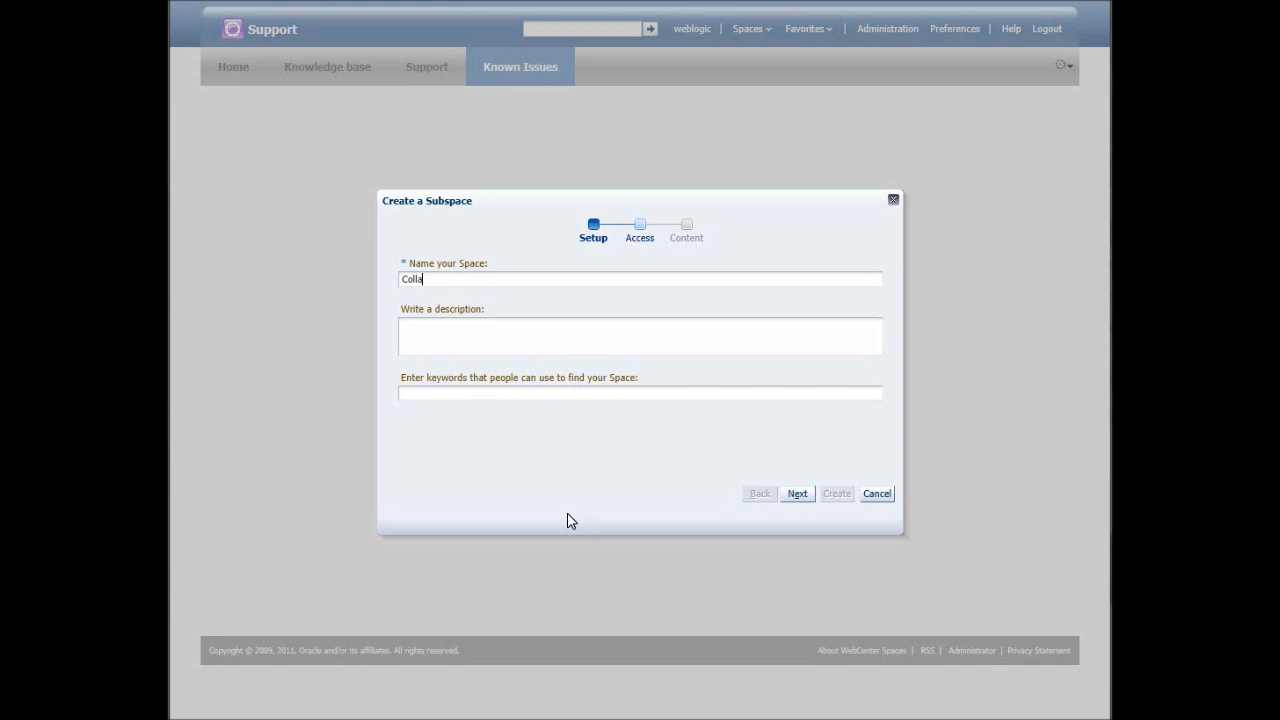 Support
weblogic | Spaces | Favorites | Administration Preferences | Help Logout
Home Knowledge base Support Known Issues
Create a Subspace
Setup Access Content
* Name your Space:
Colla
Write a description:
Enter keywords that people can use to find your Space:
Back Next Create Cancel
Copyright © 2009, 2011, Oracle and/or its affiliates. All rights reserved.
About WebCenter Spaces | RSS | Administrator | Privacy Statement